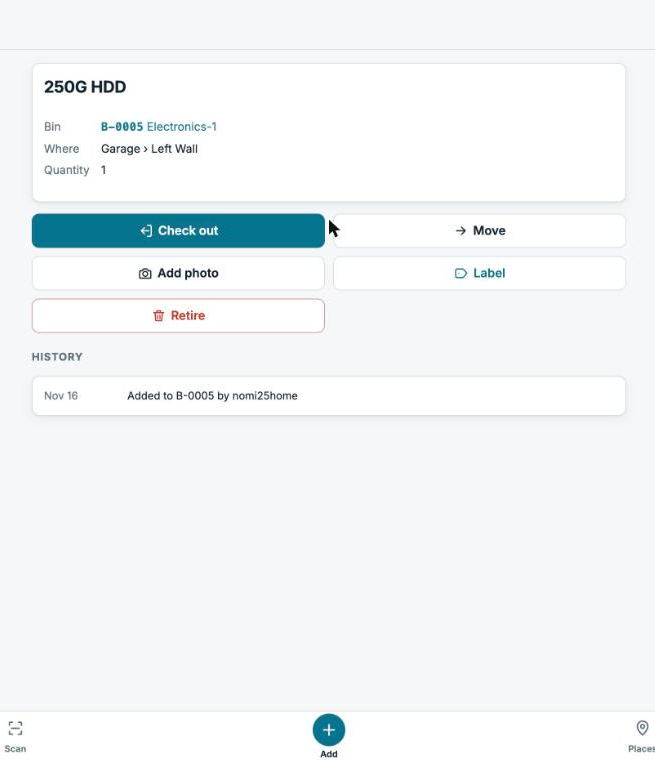 250G HDD
Bin B-0005 Electronics-1
Where Garage › Left Wall
Quantity 1
Check out
Move
Add photo
Label
Retire
HISTORY
Nov 16 Added to B-0005 by nomi25home
Scan
Add
Places